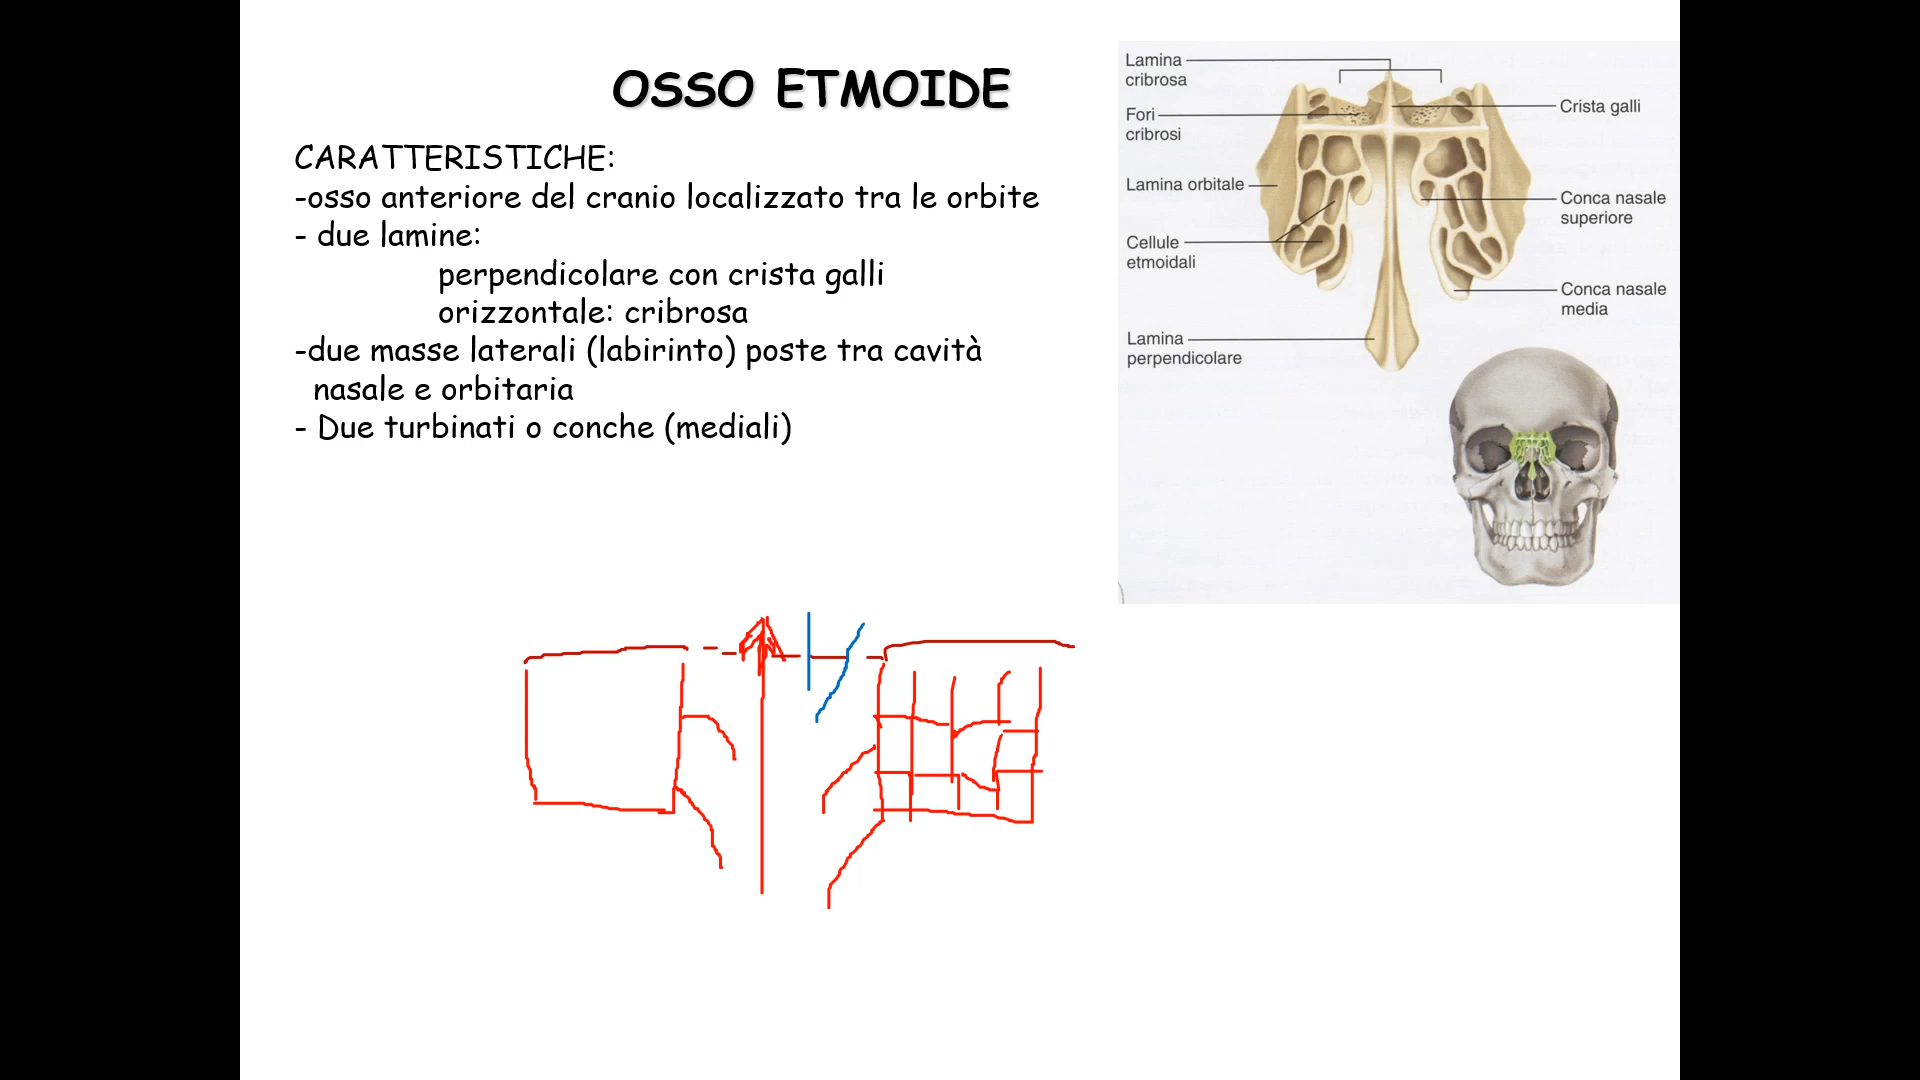 OSSO ETMOIDE
CARATTERISTICHE:
-osso anteriore del cranio localizzato tra le orbite
- due lamine:
perpendicolare con crista galli
orizzontale: cribrosa
-due masse laterali (labirinto) poste tra cavità
nasale e orbitaria
- Due turbinati o conche (mediali)
Lamina
cribrosa
Fori
cribrosi
Lamina orbitale
Cellule
etmoidali
Lamina
perpendicolare
Crista galli
Conca nasale
superiore
Conca nasale
media